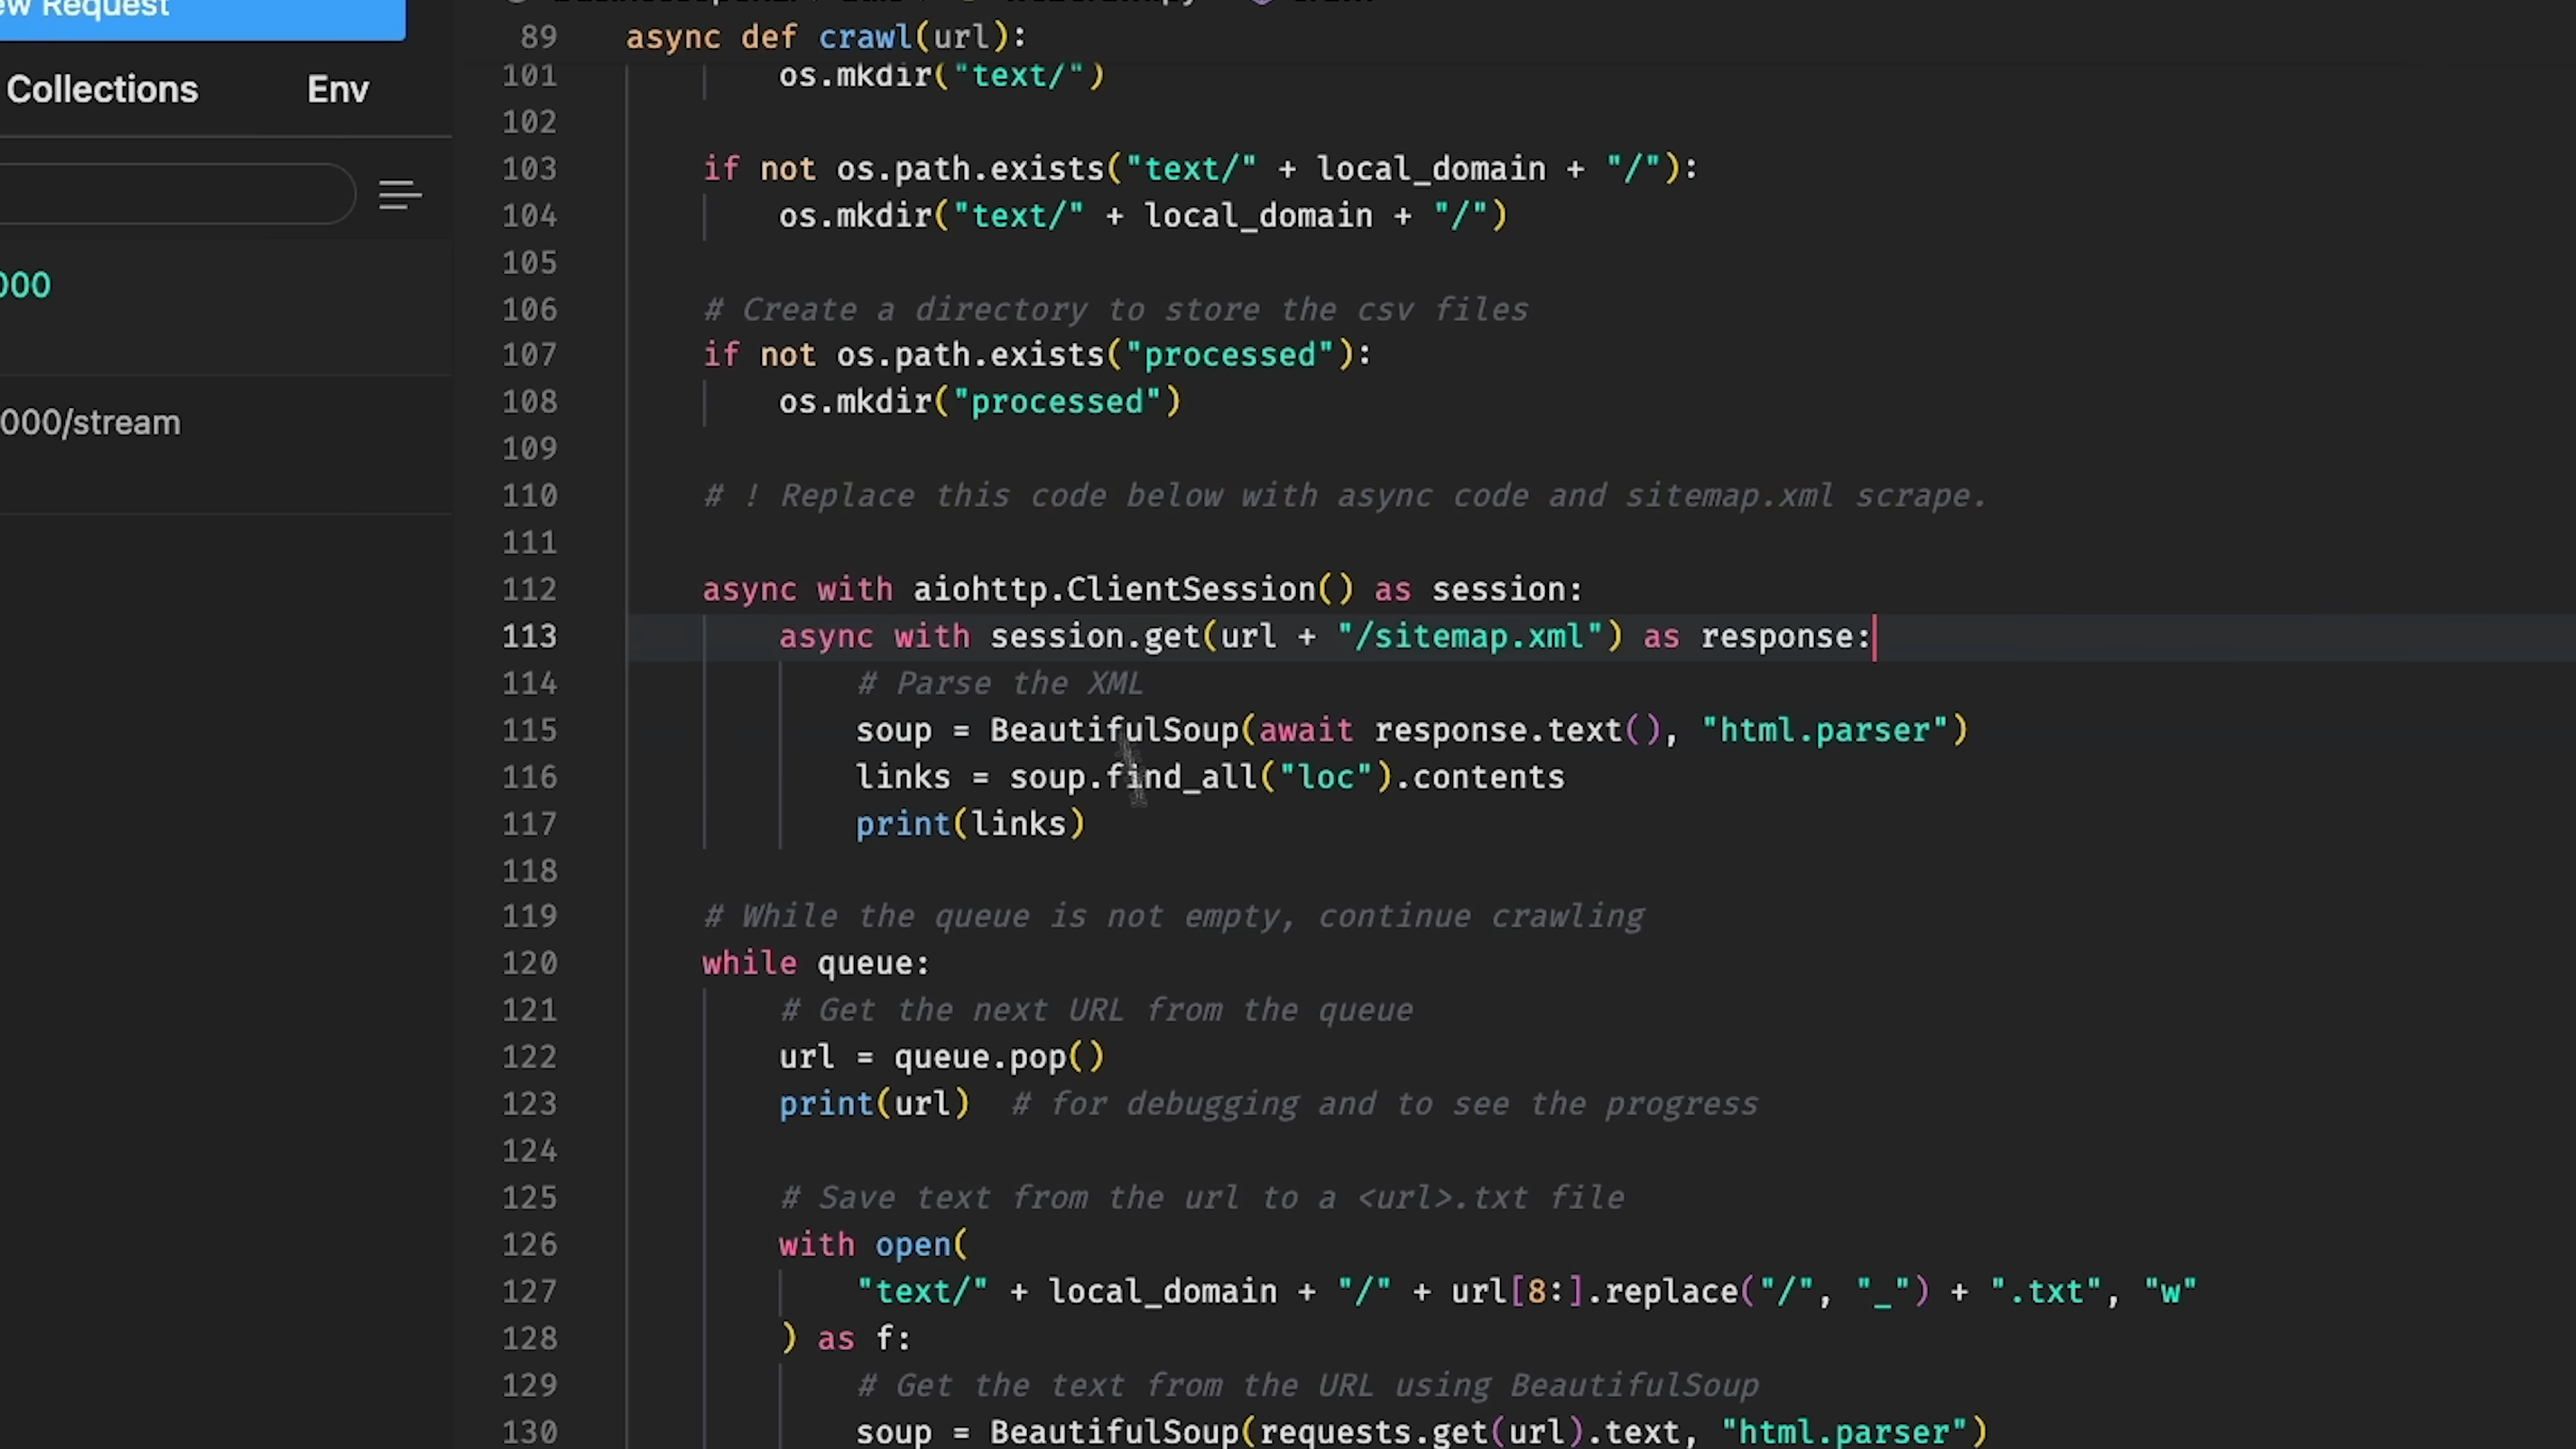 ew Request
Collections
Env
000
000/stream
89 async def crawl(url):
101 os.mkdir("text/")
102
103 if not os.path.exists("text/" + local_domain + "/"):
104 os.mkdir("text/" + local_domain + "/")
105
106 # Create a directory to store the csv files
107 if not os.path.exists("processed"):
108 os.mkdir("processed")
109
110 # ! Replace this code below with async code and sitemap.xml scrape.
111
112 async with aiohttp.ClientSession() as session:
113 async with session.get(url + "/sitemap.xml") as response:
114 # Parse the XML
115 soup = BeautifulSoup(await response.text(), "html.parser")
116 links = soup.find_all("loc").contents
117 print(links)
118
119 # While the queue is not empty, continue crawling
120 while queue:
121 # Get the next URL from the queue
122 url = queue.pop()
123 print(url) # for debugging and to see the progress
124
125 # Save text from the url to a <url>.txt file
126 with open(
127 "text/" + local_domain + "/" + url[8:].replace("/", "_") + ".txt", "w"
128 ) as f:
129 # Get the text from the URL using BeautifulSoup
130 soup = BeautifulSoup(requests.get(url).text, "html.parser")